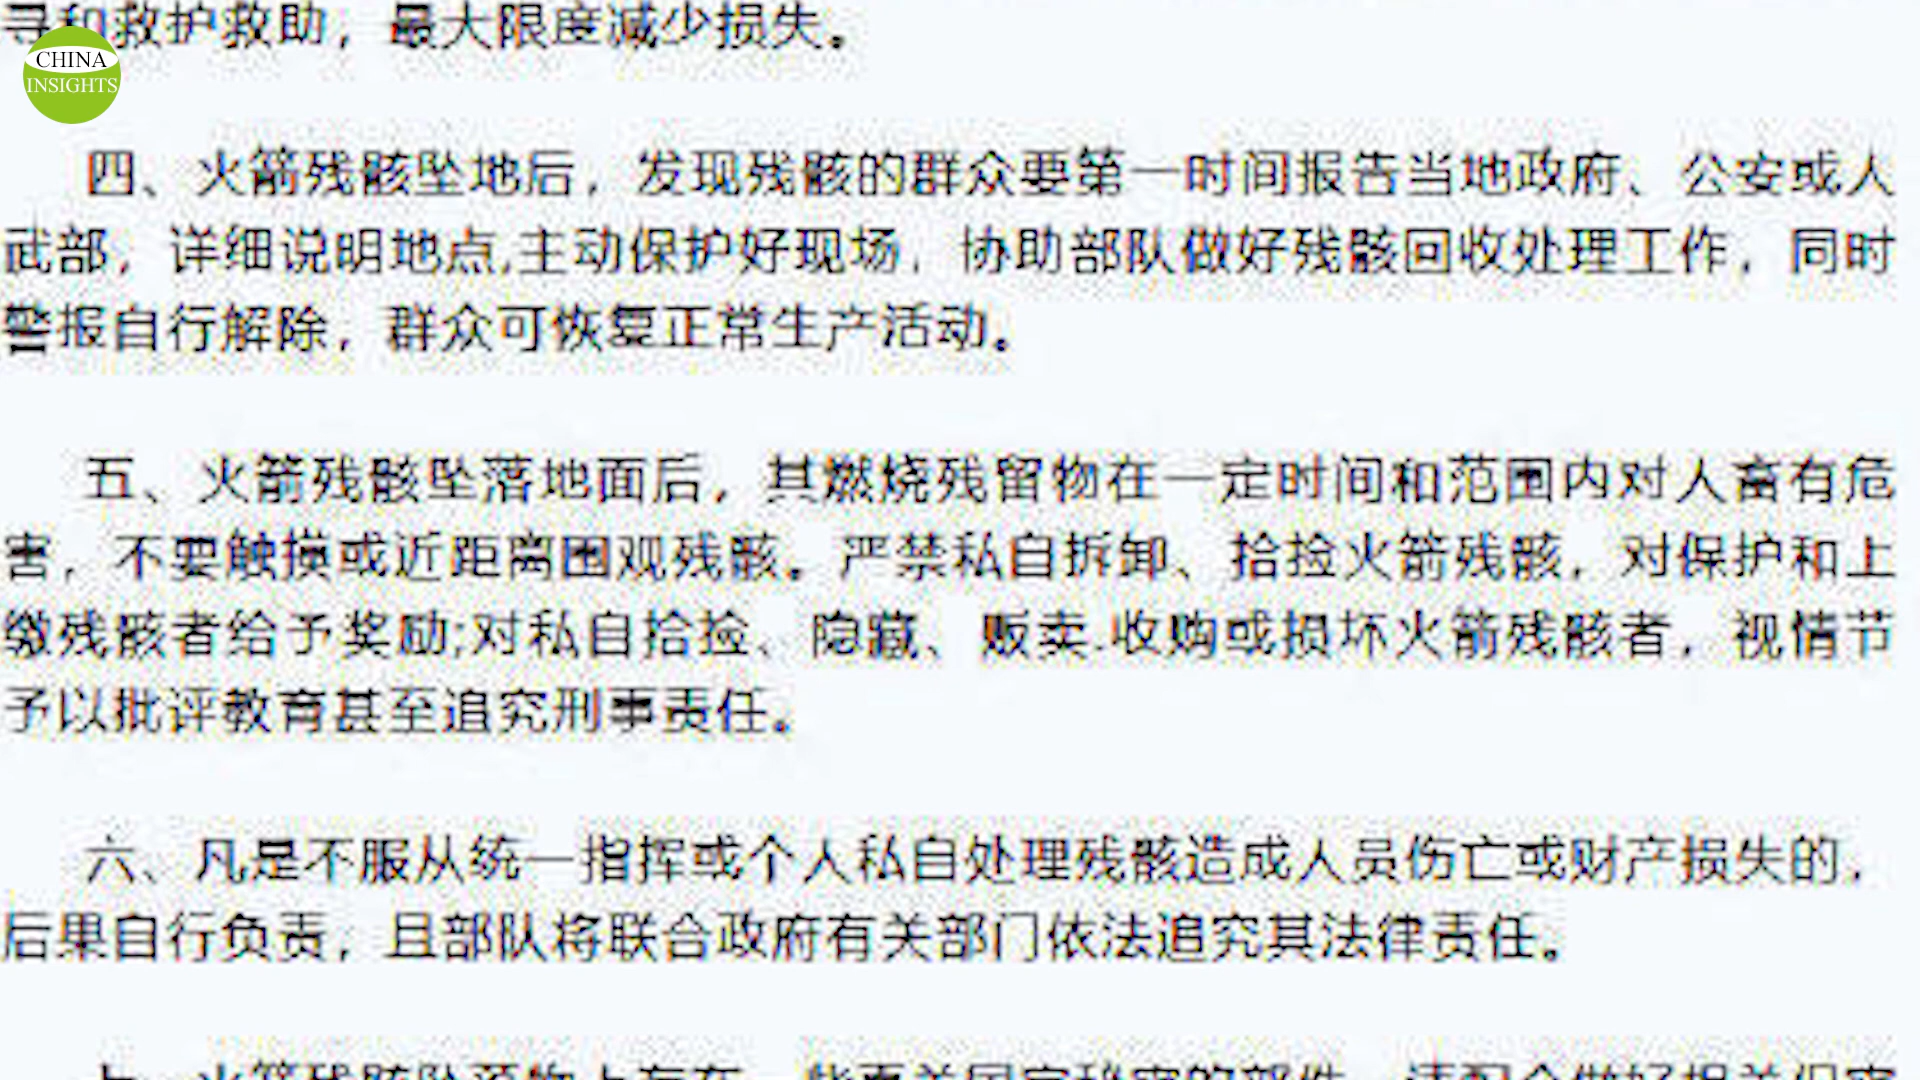 寻和救护救助，最大限度减少损失。
CHINA
INSIGHTS
四、火箭残骸坠地后，发现残骸的群众要第一时间报告当地政府、公安或人
武部，详细说明地点,主动保护好现场，协助部队做好残骸回收处理工作，同时
警报自行解除，群众可恢复正常生产活动。
五、火箭残骸坠落地面后，其燃烧残留物在一定时间和范围内对人畜有危
害，不要触摸或近距离围观残骸。严禁私自拆卸、拾捡火箭残骸，对保护和上
缴残骸者给予奖励;对私自拾捡、隐藏、贩卖.收购或损坏火箭残骸者，视情节
予以批评教育甚至追究刑事责任。
六、凡是不服从统一指挥或个人私自处理残骸造成人员伤亡或财产损失的，
后果自行负责，且部队将联合政府有关部门依法追究其法律责任。